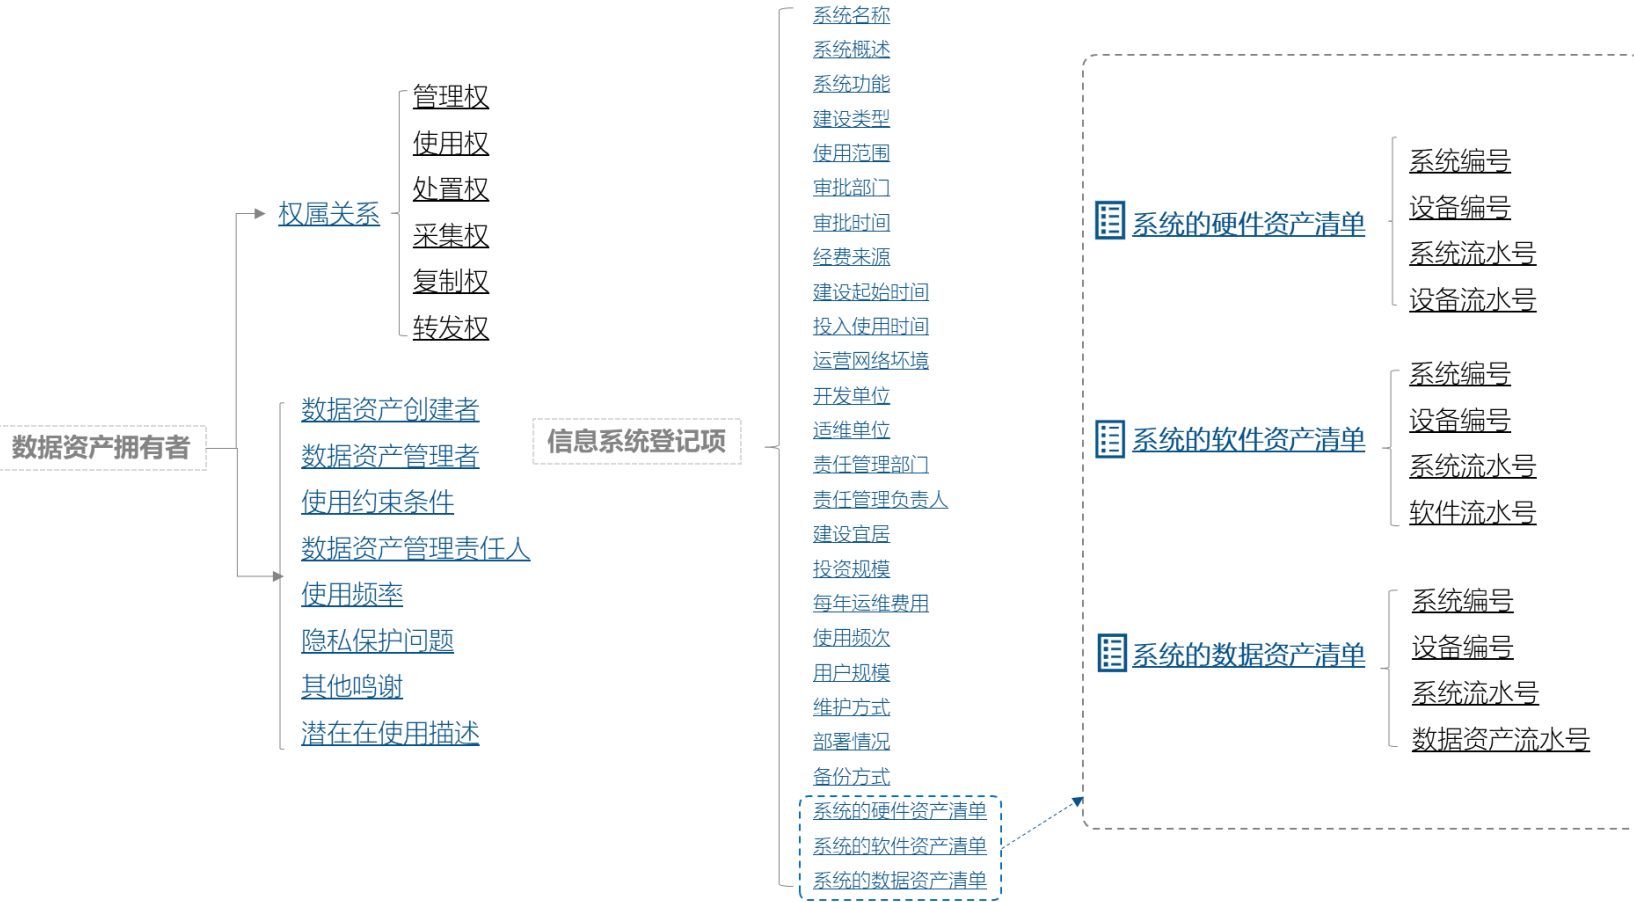 数据资产拥有者
权属关系
管理权
使用权
处置权
采集权
复制权
转发权
数据资产创建者
数据资产管理者
使用约束条件
数据资产管理责任人
使用频率
隐私保护问题
其他鸣谢
潜在在使用描述
信息系统登记项
系统名称
系统概述
系统功能
建设类型
使用范围
审批部门
审批时间
经费来源
建设起始时间
投入使用时间
运营网络坏境
开发单位
适维单位
责任管理部门
责任管理负责人
建设宜居
投资规模
每年运维费用
使用频次
用户规模
维护方式
部署情况
备份方式
系统的硬件资产清单
系统的软件资产清单
系统的数据资产清单
系统的硬件资产清单
系统编号
设备编号
系统流水号
设备流水号
系统的软件资产清单
系统编号
设备编号
系统流水号
软件流水号
系统的数据资产清单
系统编号
设备编号
系统流水号
数据资产流水号